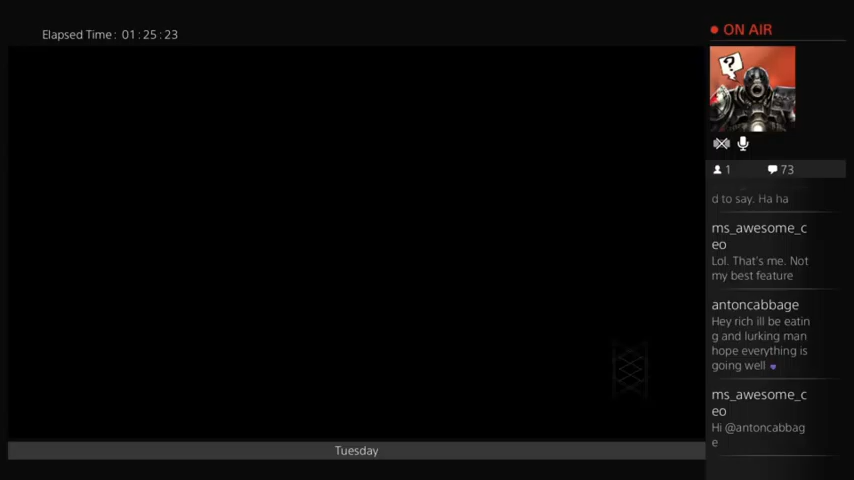 Elapsed Time: 01:25:23
ON AIR
?
1 73
d to say. Ha ha
ms_awesome_c
eo
Lol. That's me. Not
my best feature
antoncabbage
Hey rich ill be eatin
g and lurking man
hope everything is
going well
ms_awesome_c
eo
Hi @antoncabbag
e
Tuesday